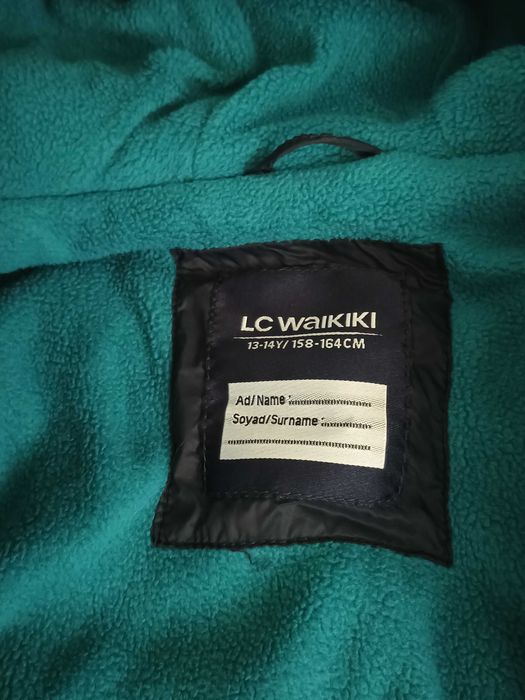 LC WAIKIKI
13-14Y/ 158-164CM
Ad/Name :
Soyad/Surname :